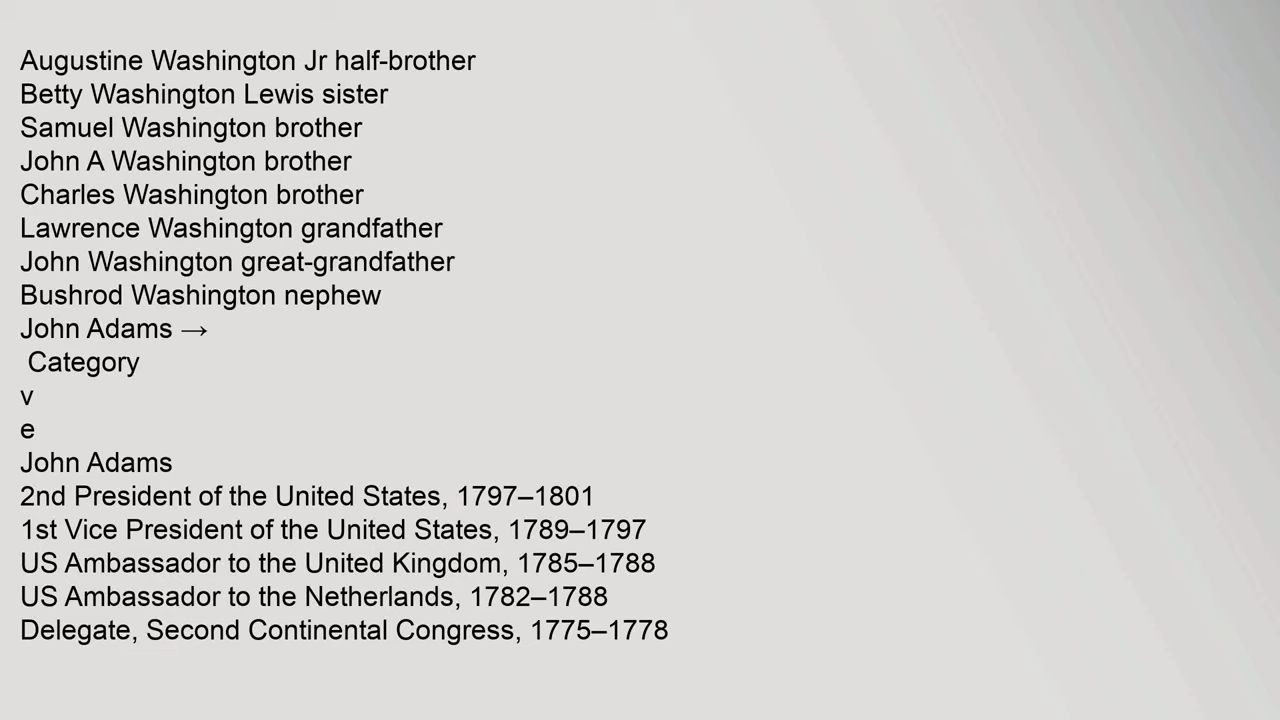 Augustine Washington Jr half-brother
Betty Washington Lewis sister
Samuel Washington brother
John A Washington brother
Charles Washington brother
Lawrence Washington grandfather
John Washington great-grandfather
Bushrod Washington nephew
John Adams →
Category
v
e
John Adams
2nd President of the United States, 1797–1801
1st Vice President of the United States, 1789–1797
US Ambassador to the United Kingdom, 1785–1788
US Ambassador to the Netherlands, 1782–1788
Delegate, Second Continental Congress, 1775–1778